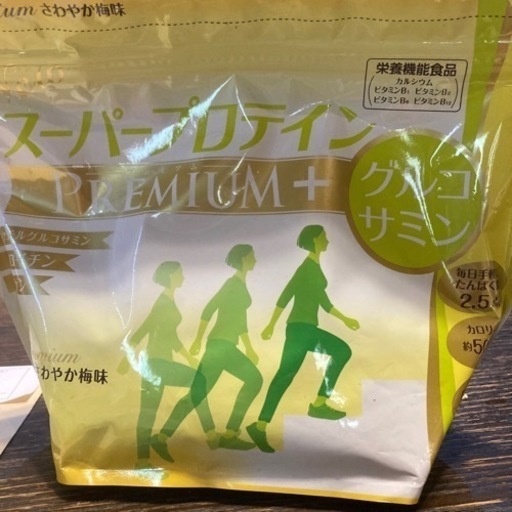 さわやか梅味
栄養機能食品
カルシウム
ビタミンB1 ビタミンB2
ビタミンB6 ビタミンB12
スーパープロテイン
PREMIUM+
グルコ
サミン
ルグルコサミン
チン
毎日手軽
たんぱく
2.5
カロリ
約50
さわやか梅味